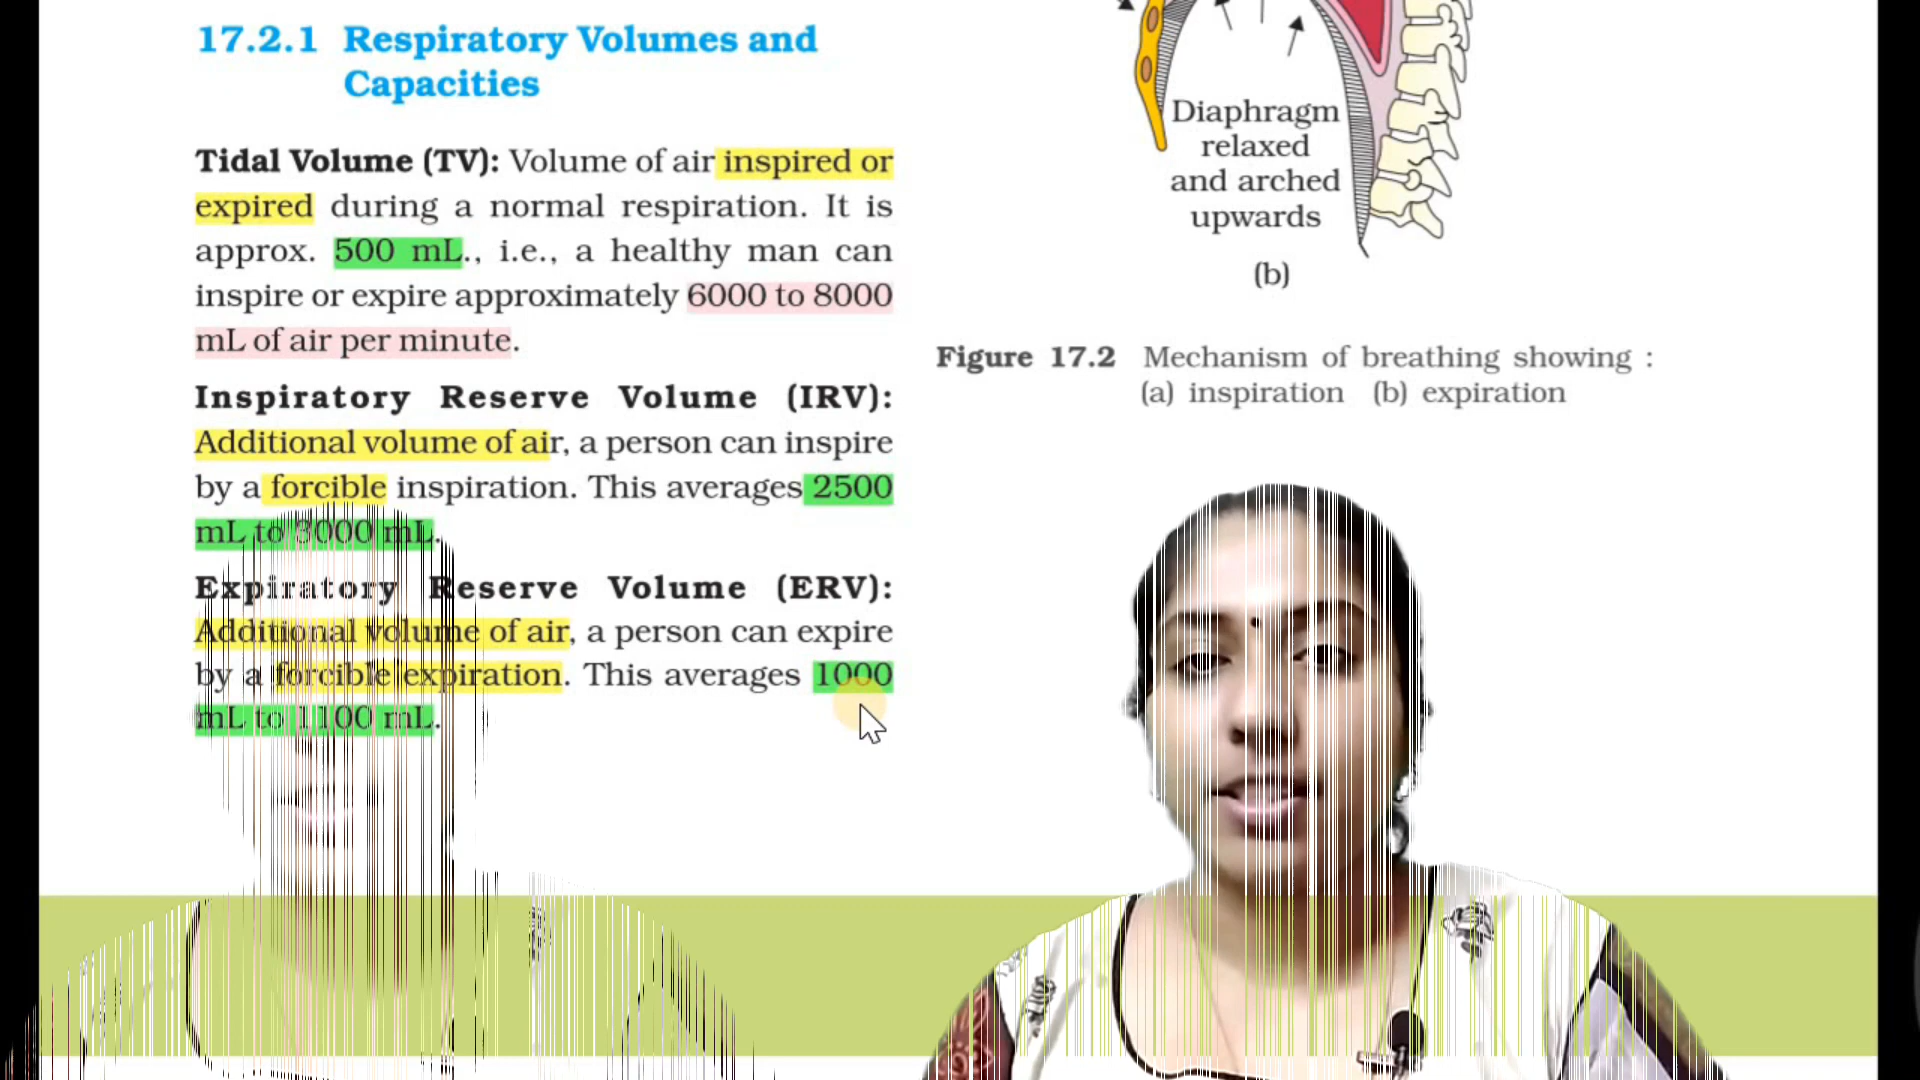 17.2.1 Respiratory Volumes and
Capacities
Tidal Volume (TV): Volume of air inspired or
expired during a normal respiration. It is
approx. 500 mL., i.e., a healthy man can
inspire or expire approximately 6000 to 8000
mL of air per minute.
Inspiratory Reserve Volume (IRV):
Additional volume of air, a person can inspire
by a forcible inspiration. This averages 2500
mL to 3000 mL.
Expiratory Reserve Volume (ERV):
Additional volume of air, a person can expire
by a forcible expiration. This averages 1000
mL to 1100 mL.
Diaphragm
relaxed
and arched
upwards
(b)
Figure 17.2 Mechanism of breathing showing :
(a) inspiration (b) expiration